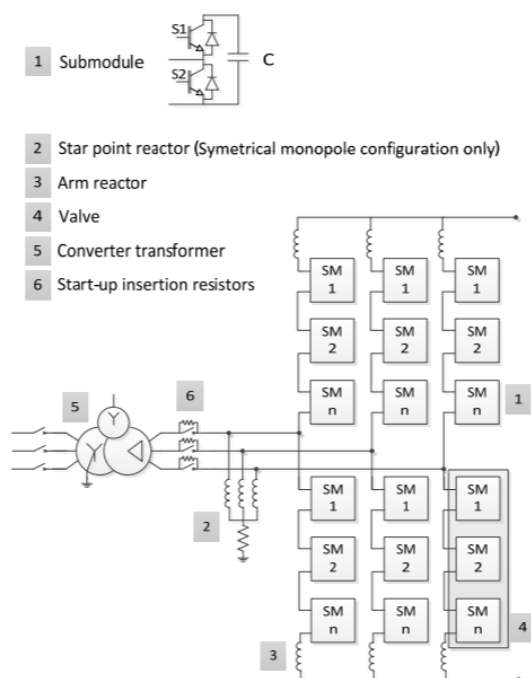 S1
S2
C
1 Submodule
2 Star point reactor (Symetrical monopole configuration only)
3 Arm reactor
4 Valve
5 Converter transformer
6 Start-up insertion resistors
SM 1
SM 1
SM 1
SM 2
SM 2
SM 2
SM n
SM n
SM n
1
5
6
Y
Y
2
SM 1
SM 1
SM 1
SM 2
SM 2
SM 2
SM n
SM n
SM n
4
3